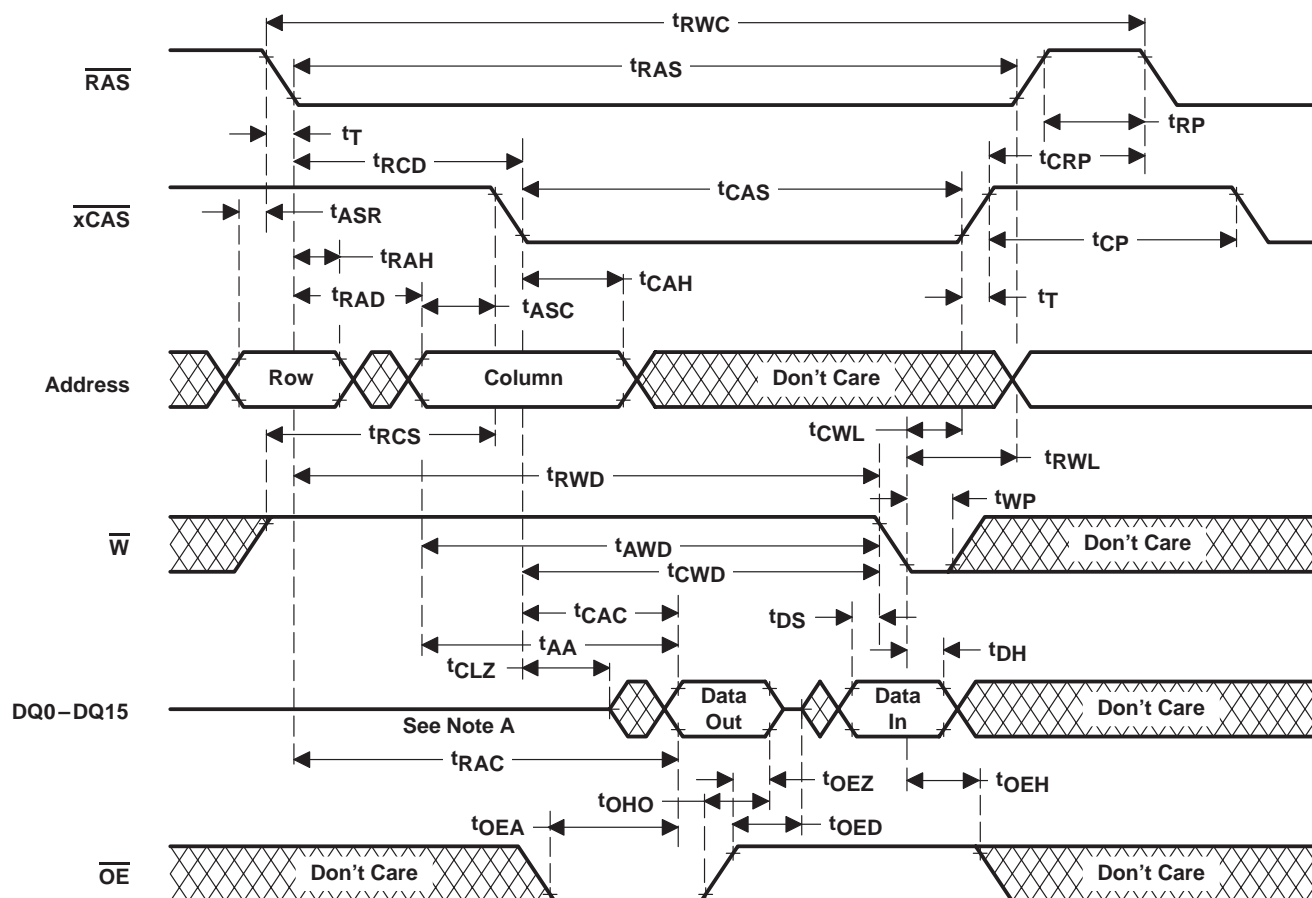 tRWC
RAS
tRAS
tT
tRP
tRCD
tCRP
xCAS
tCAS
tASR
tCP
tRAH
tCAH
tRAD
tASC
tT
Address
Row
Column
Don't Care
tCWL
tRCS
tRWL
tRWD
tWP
W
tAWD
Don't Care
tCWD
tCAC
tDS
tAA
tDH
tCLZ
DQ0–DQ15
Data Out
Data In
Don't Care
See Note A
tRAC
tOEZ
tOEH
tOHO
tOEA
tOED
OE
Don't Care
Don't Care